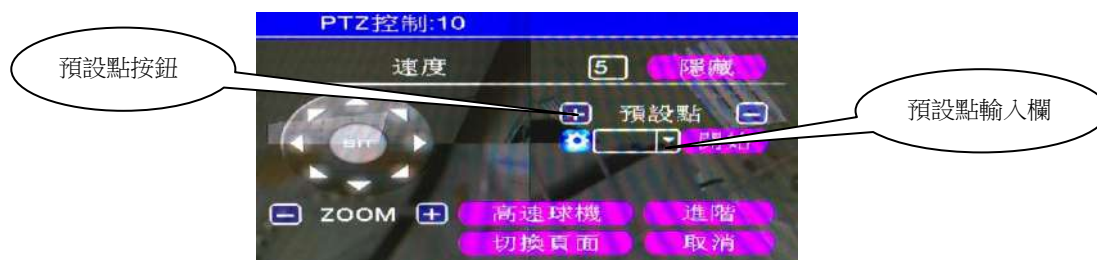 PTZ控制:10
預設點按鈕
速度
5
隱藏
預設點
預設點輸入欄
SIT
開始
ZOOM
高速球機
進階
切換頁面
取消